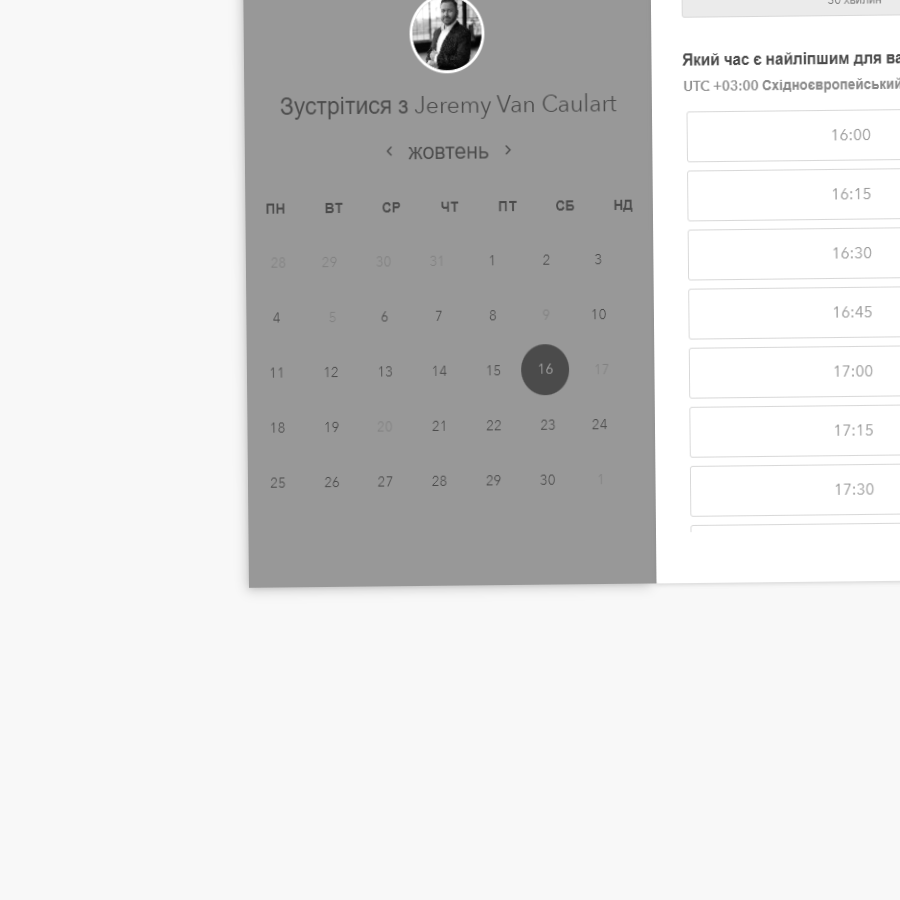 30 хвилин
Зустрітися з Jeremy Van Caulart
жовтень
ПН ВТ СР ЧТ ПТ СБ НД
28 29 30 31 1 2 3
4 5 6 7 8 9 10
11 12 13 14 15 16 17
18 19 20 21 22 23 24
25 26 27 28 29 30 1
Який час є найліпшим для
UTC +03:00 Східноєвропейський
16:00
16:15
16:30
16:45
17:00
17:15
17:30